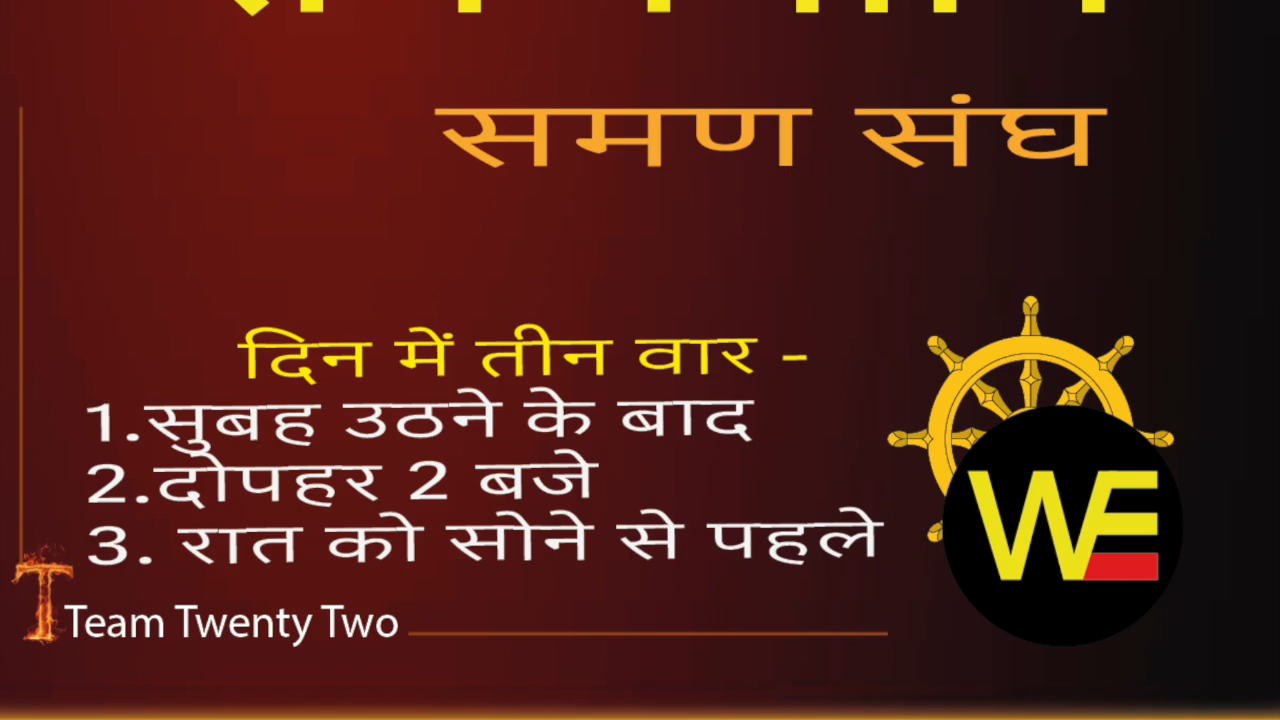 समण संघ
दिन में तीन वार -
1.सुबह उठने के बाद
2.दोपहर 2 बजे
3. रात को सोने से पहले
T Team Twenty Two
WE